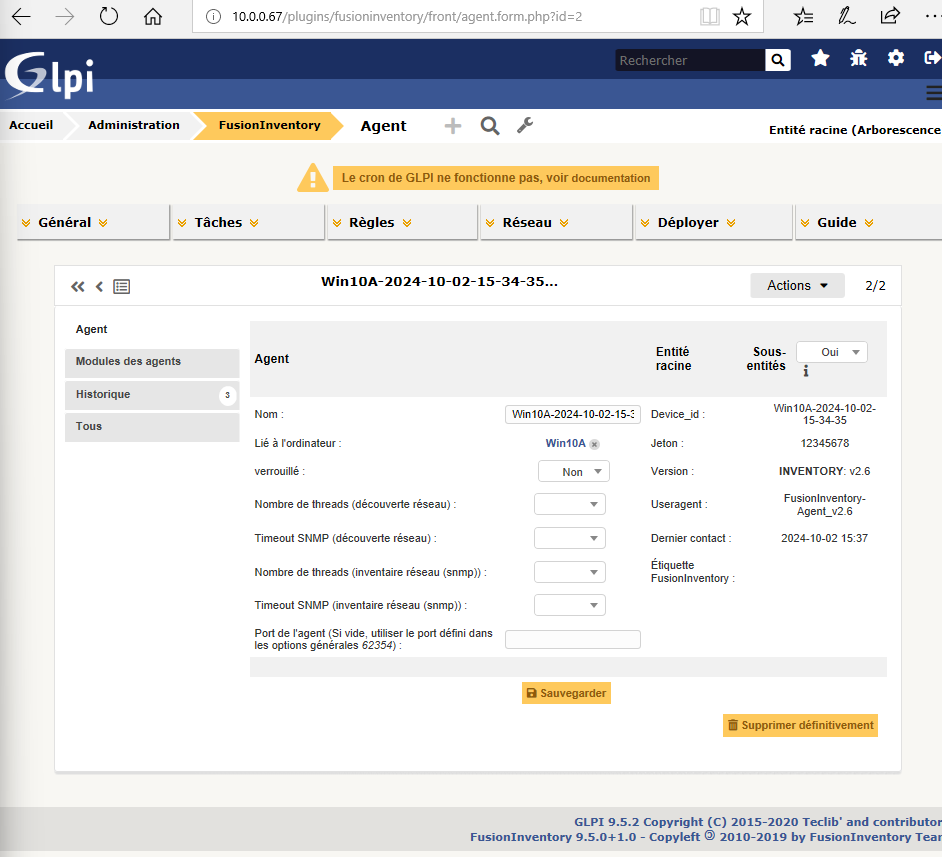 10.0.0.67/plugins/fusioninventory/front/agent.form.php?id=2
Glpi
Rechercher
Accueil
Administration
FusionInventory
Agent
Entité racine (Arborescence
Le cron de GLPI ne fonctionne pas, voir documentation
Général
Tâches
Règles
Réseau
Déployer
Guide
Win10A-2024-10-02-15-34-35...
Actions
2/2
Agent
Modules des agents
Historique 3
Tous
Agent
Entité
racine
Sous-
entités
Oui
Nom :
Win10A-2024-10-02-15-3
Device_id :
Win10A-2024-10-02-
15-34-35
Lié à l'ordinateur :
Win10A
Jeton :
12345678
verrouillé :
Non
Version :
INVENTORY: v2.6
Nombre de threads (découverte réseau) :
Useragent :
FusionInventory-
Agent_v2.6
Timeout SNMP (découverte réseau) :
Dernier contact :
2024-10-02 15:37
Nombre de threads (inventaire réseau (snmp)) :
Étiquette
FusionInventory :
Timeout SNMP (inventaire réseau (snmp)) :
Port de l'agent (Si vide, utiliser le port défini dans
les options générales 62354) :
Sauvegarder
Supprimer définitivement
GLPI 9.5.2 Copyright (C) 2015-2020 Teclib' and contributor
FusionInventory 9.5.0+1.0 - Copyleft 🄯 2010-2019 by FusionInventory Tea